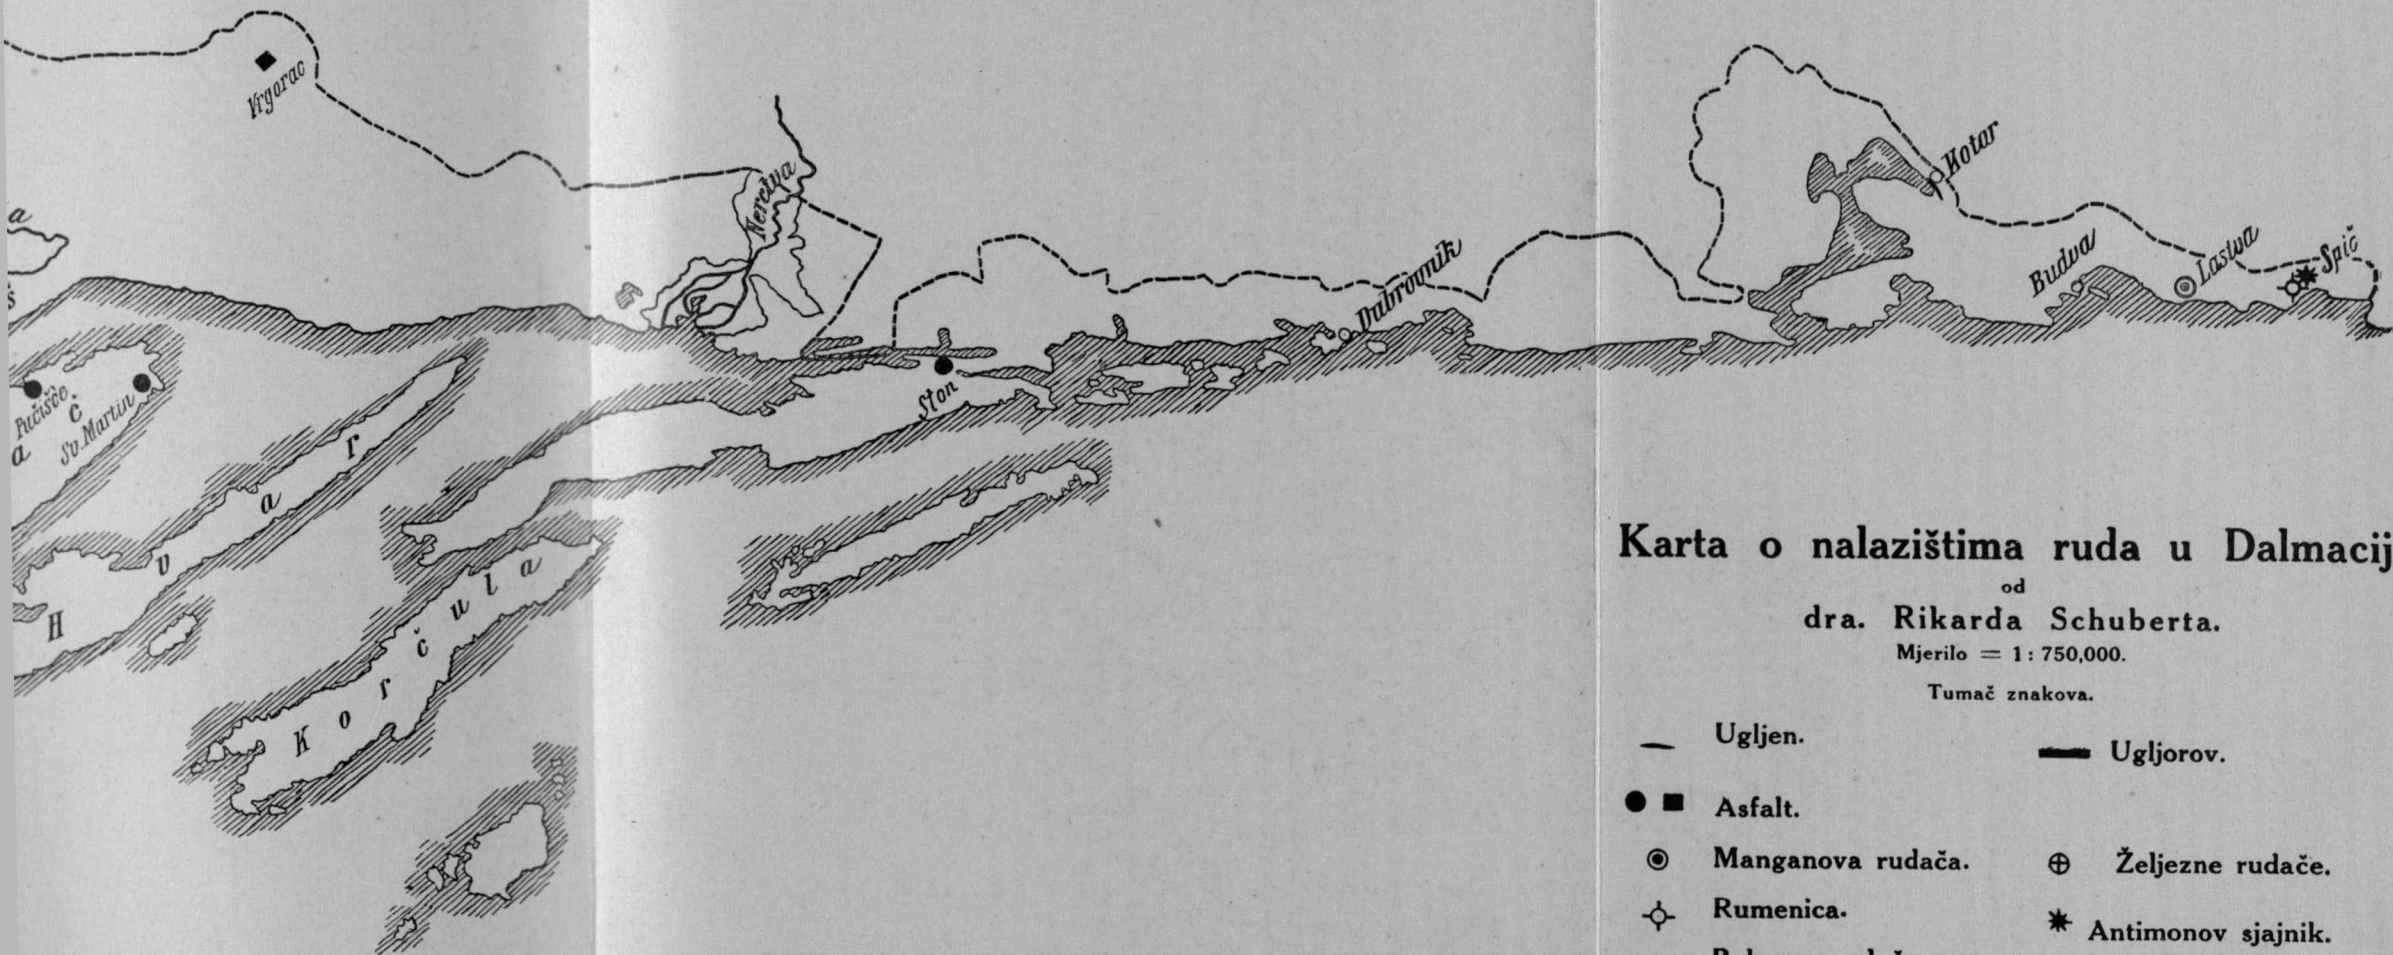 Vrgorac
Neretva
Kotar
Budva
Lastva
Spič
Dubrovnik
a
š
Pučišće
č
Sv. Martin
a
Ston
H v a r
K o r č u l a
Karta o nalazištima ruda u Dalmacij
od
dra. Rikarda Schuberta.
Mjerilo = 1 : 750,000.
Tumač znakova.
Ugljen.
Ugljorov.
Asfalt.
Manganova rudača.
Željezne rudače.
Rumenica.
Antimonov sjajnik.